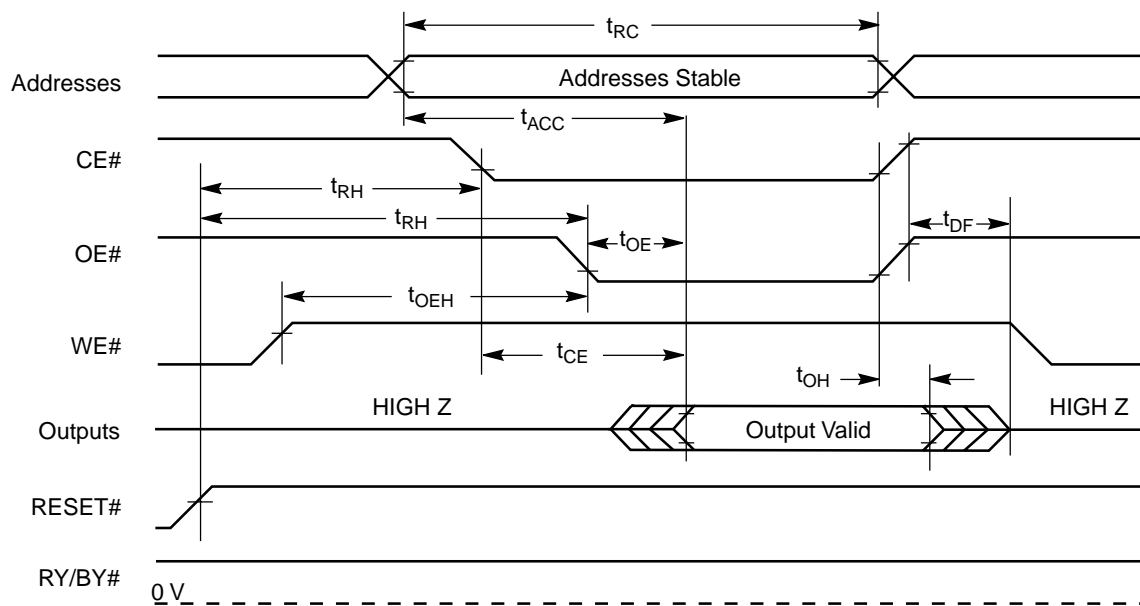 tRC
Addresses
Addresses Stable
tACC
CE#
tRH
tRH
tOE
tDF
OE#
tOEH
WE#
tCE
tOH
HIGH Z
HIGH Z
Outputs
Output Valid
RESET#
RY/BY#
0 V